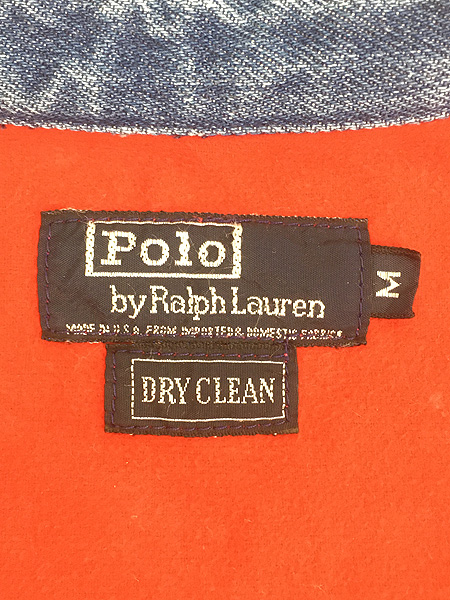 Polo
by Ralph Lauren
MADE IN U.S.A. FROM IMPORTED & DOMESTIC FABRICS
M
DRY CLEAN